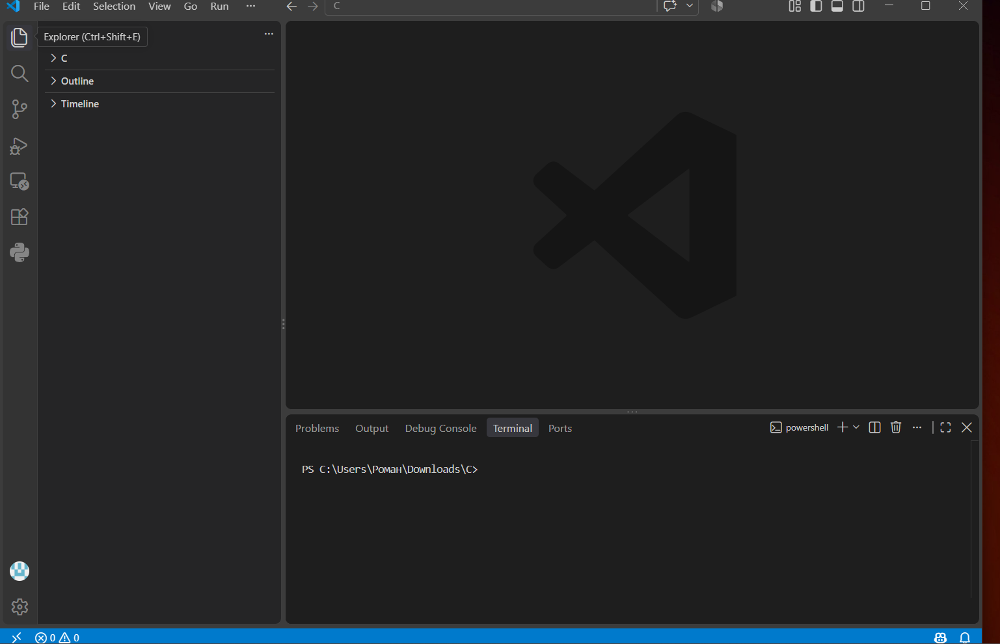 File Edit Selection View Go Run ···
C
Explorer (Ctrl+Shift+E)
C
Outline
Timeline
Problems Output Debug Console Terminal Ports
powershell
PS C:\Users\Роман\Downloads\C>
0 0